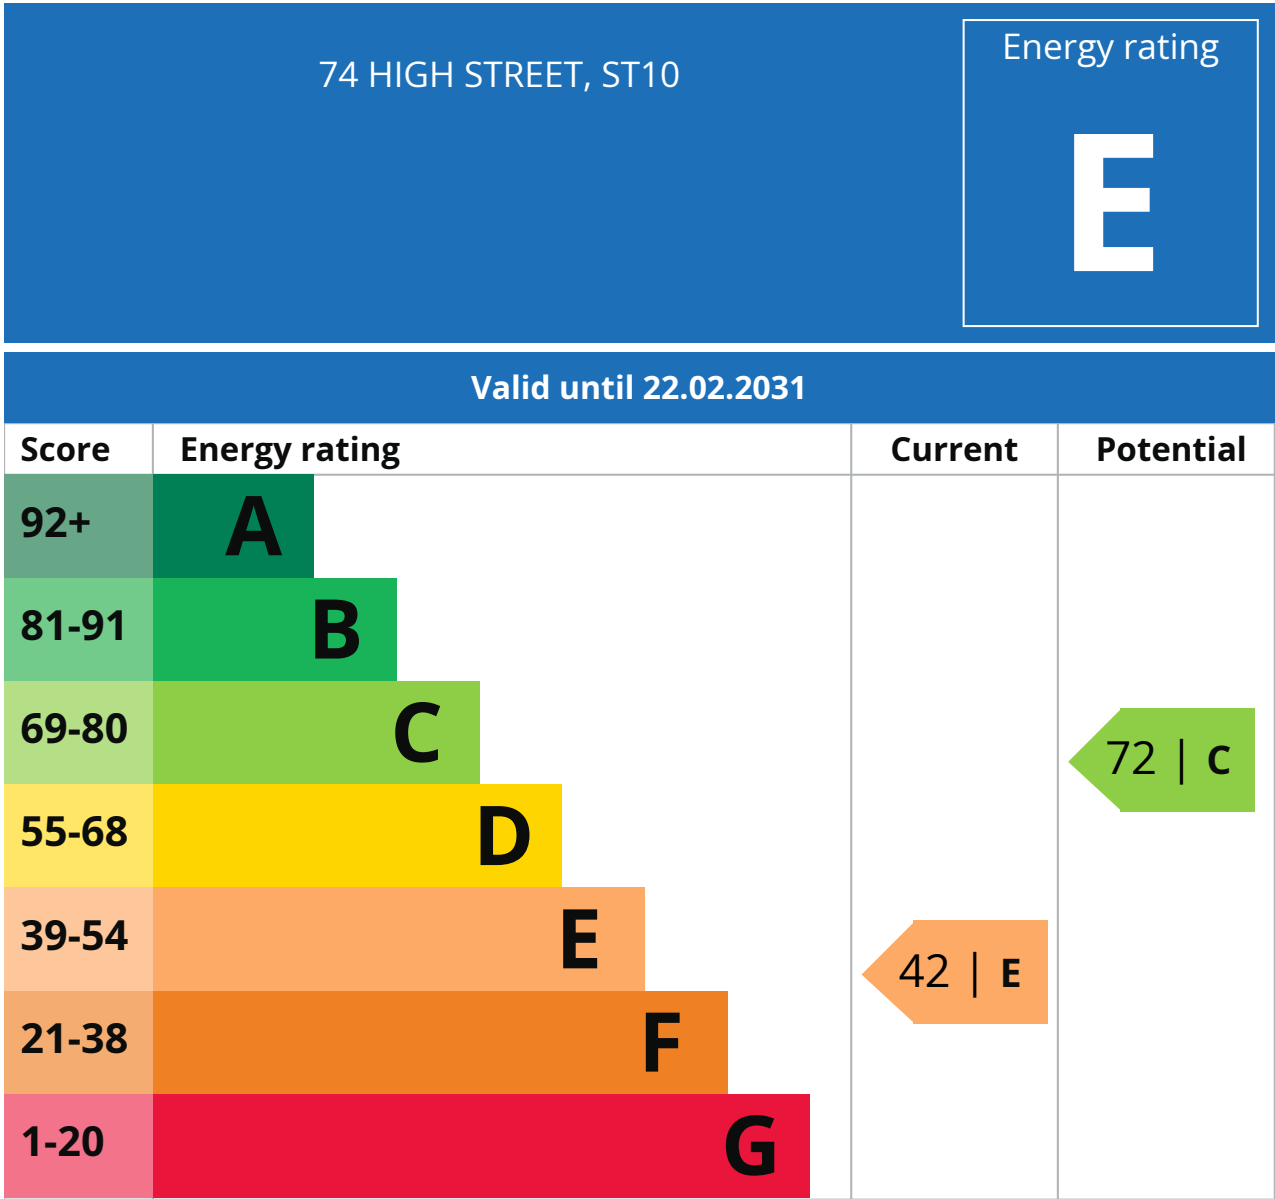 74 HIGH STREET, ST10
Energy rating
E
Valid until 22.02.2031
Score Energy rating Current Potential
92+ A
81-91 B
69-80 C
72 | C
55-68 D
39-54 E
42 | E
21-38 F
1-20 G